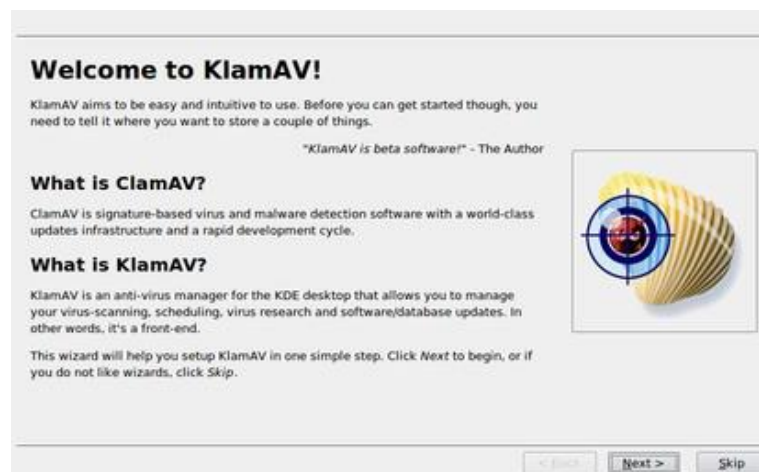 Welcome to KlamAV!
KlamAV aims to be easy and intuitive to use. Before you can get started though, you
need to tell it where you want to store a couple of things.
"KlamAV is beta software!" - The Author
What is ClamAV?
ClamAV is signature-based virus and malware detection software with a world-class
updates infrastructure and a rapid development cycle.
What is KlamAV?
KlamAV is an anti-virus manager for the KDE desktop that allows you to manage
your virus-scanning, scheduling, virus research and software/database updates. In
other words, it's a front-end.
This wizard will help you setup KlamAV in one simple step. Click Next to begin, or if
you do not like wizards, click Skip.
< Back Next > Skip